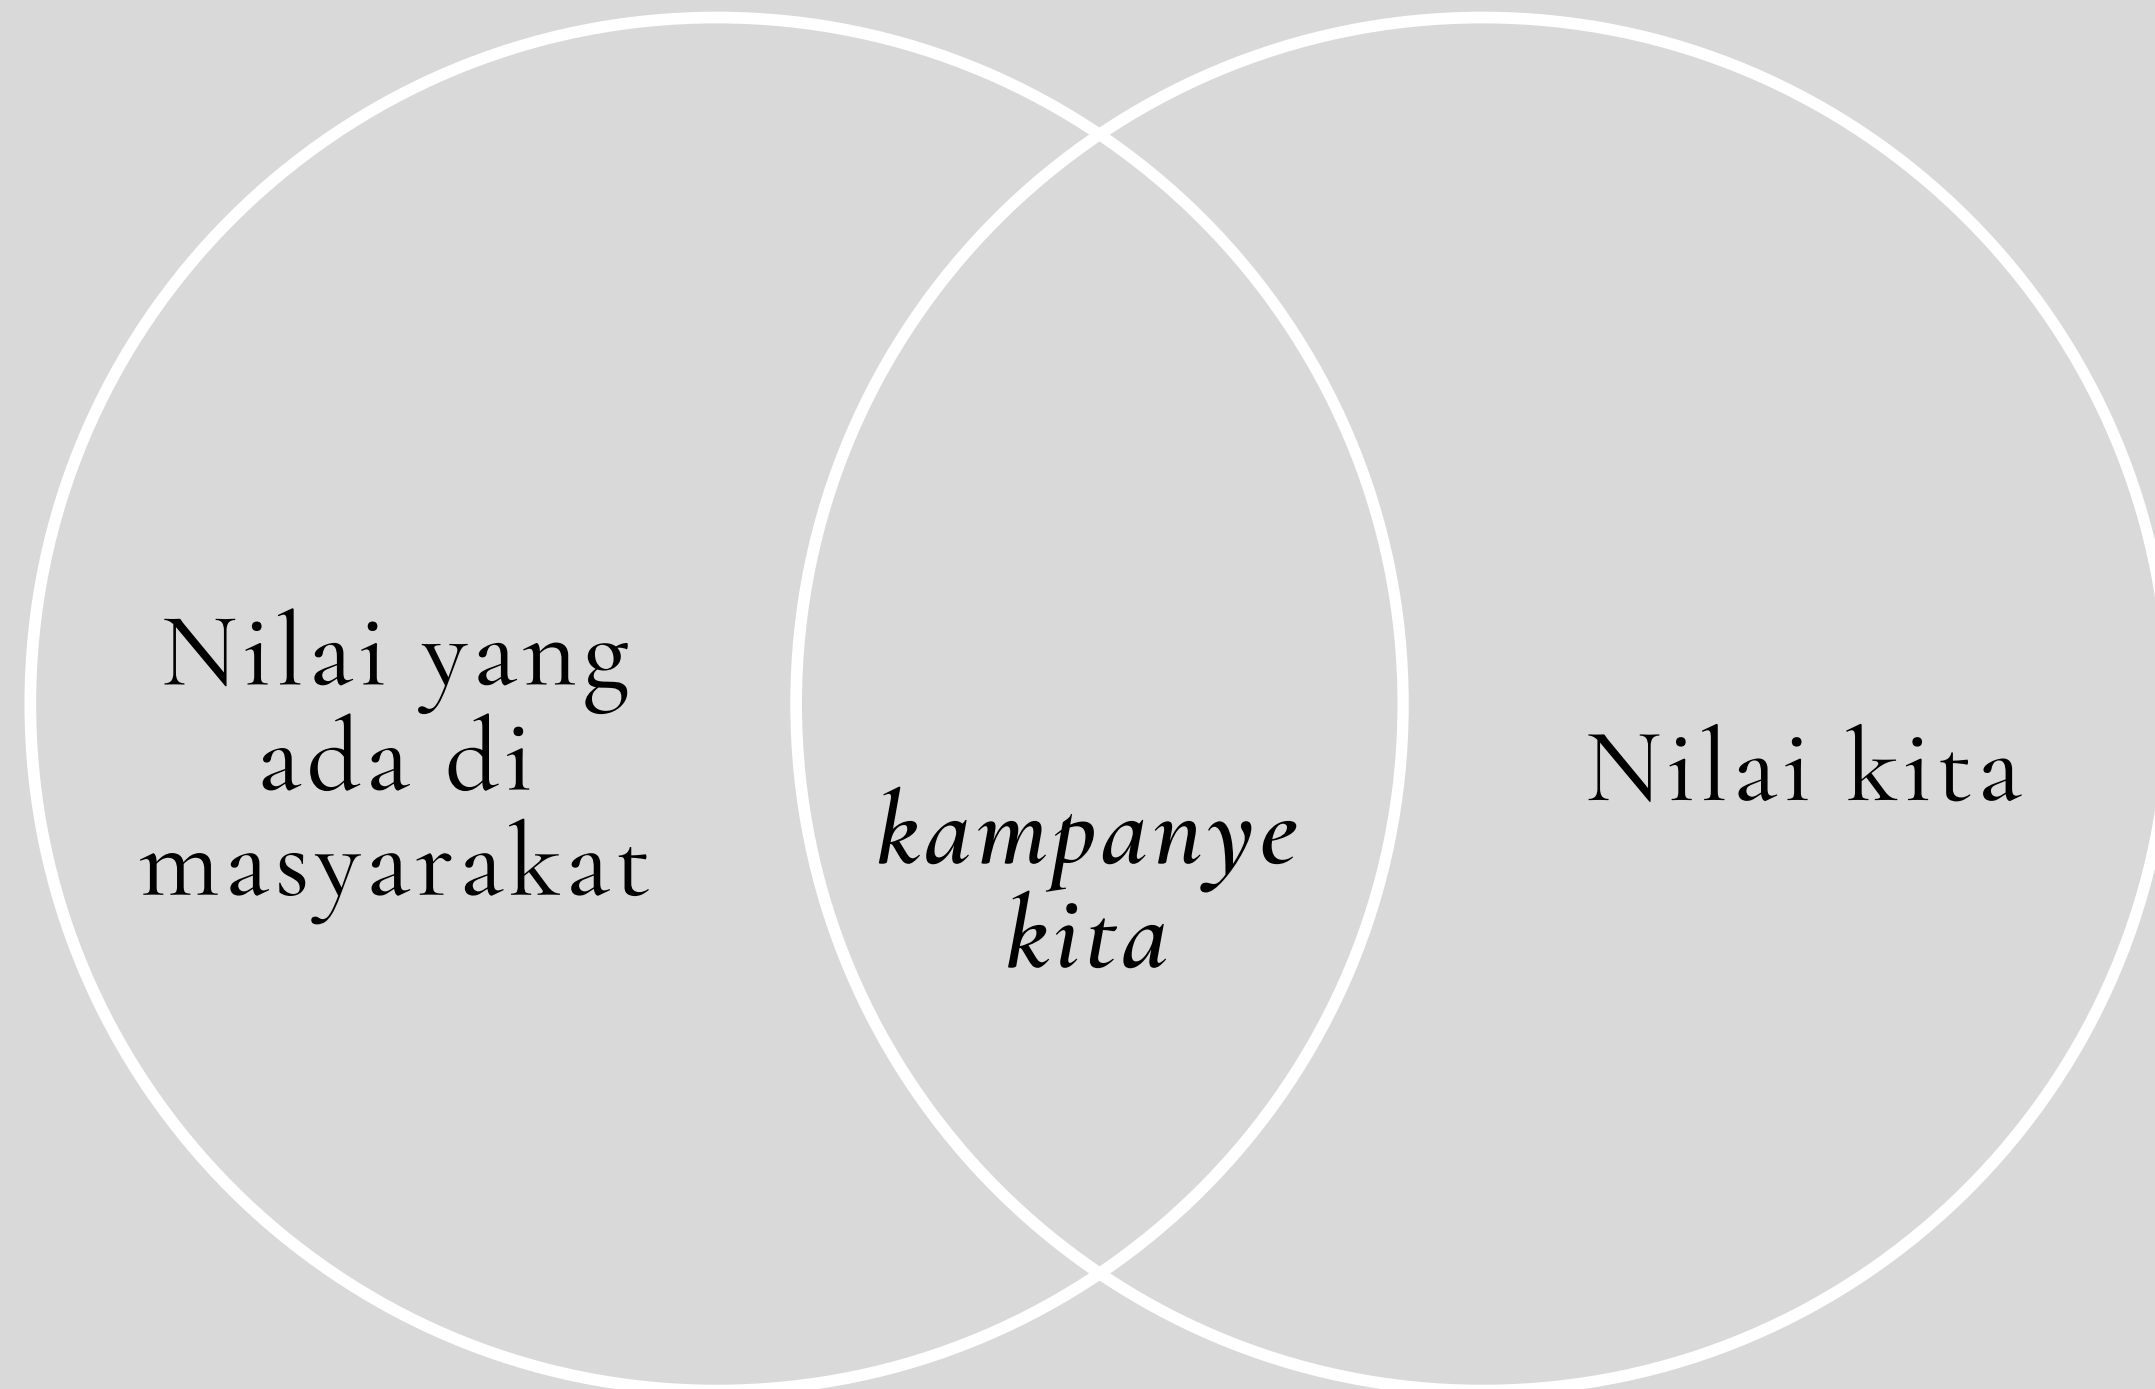 Nilai yang
ada di
masyarakat
kampanye
kita
Nilai kita